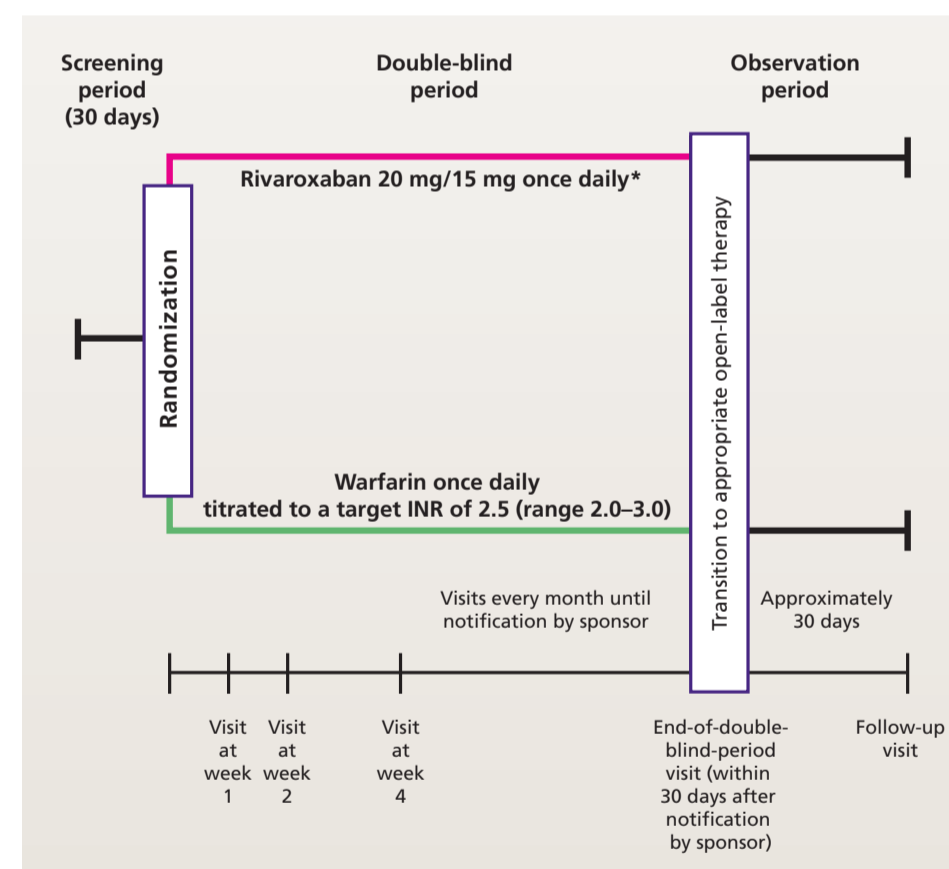 Screening
period
(30 days)
Double-blind
period
Observation
period
Rivaroxaban 20 mg/15 mg once daily*
Randomization
Transition to appropriate open-label therapy
Warfarin once daily
titrated to a target INR of 2.5 (range 2.0–3.0)
Visits every month until
notification by sponsor
Approximately
30 days
Visit
at
week
1
Visit
at
week
2
Visit
at
week
4
End-of-double-
blind-period
visit (within
30 days after
notification
by sponsor)
Follow-up
visit